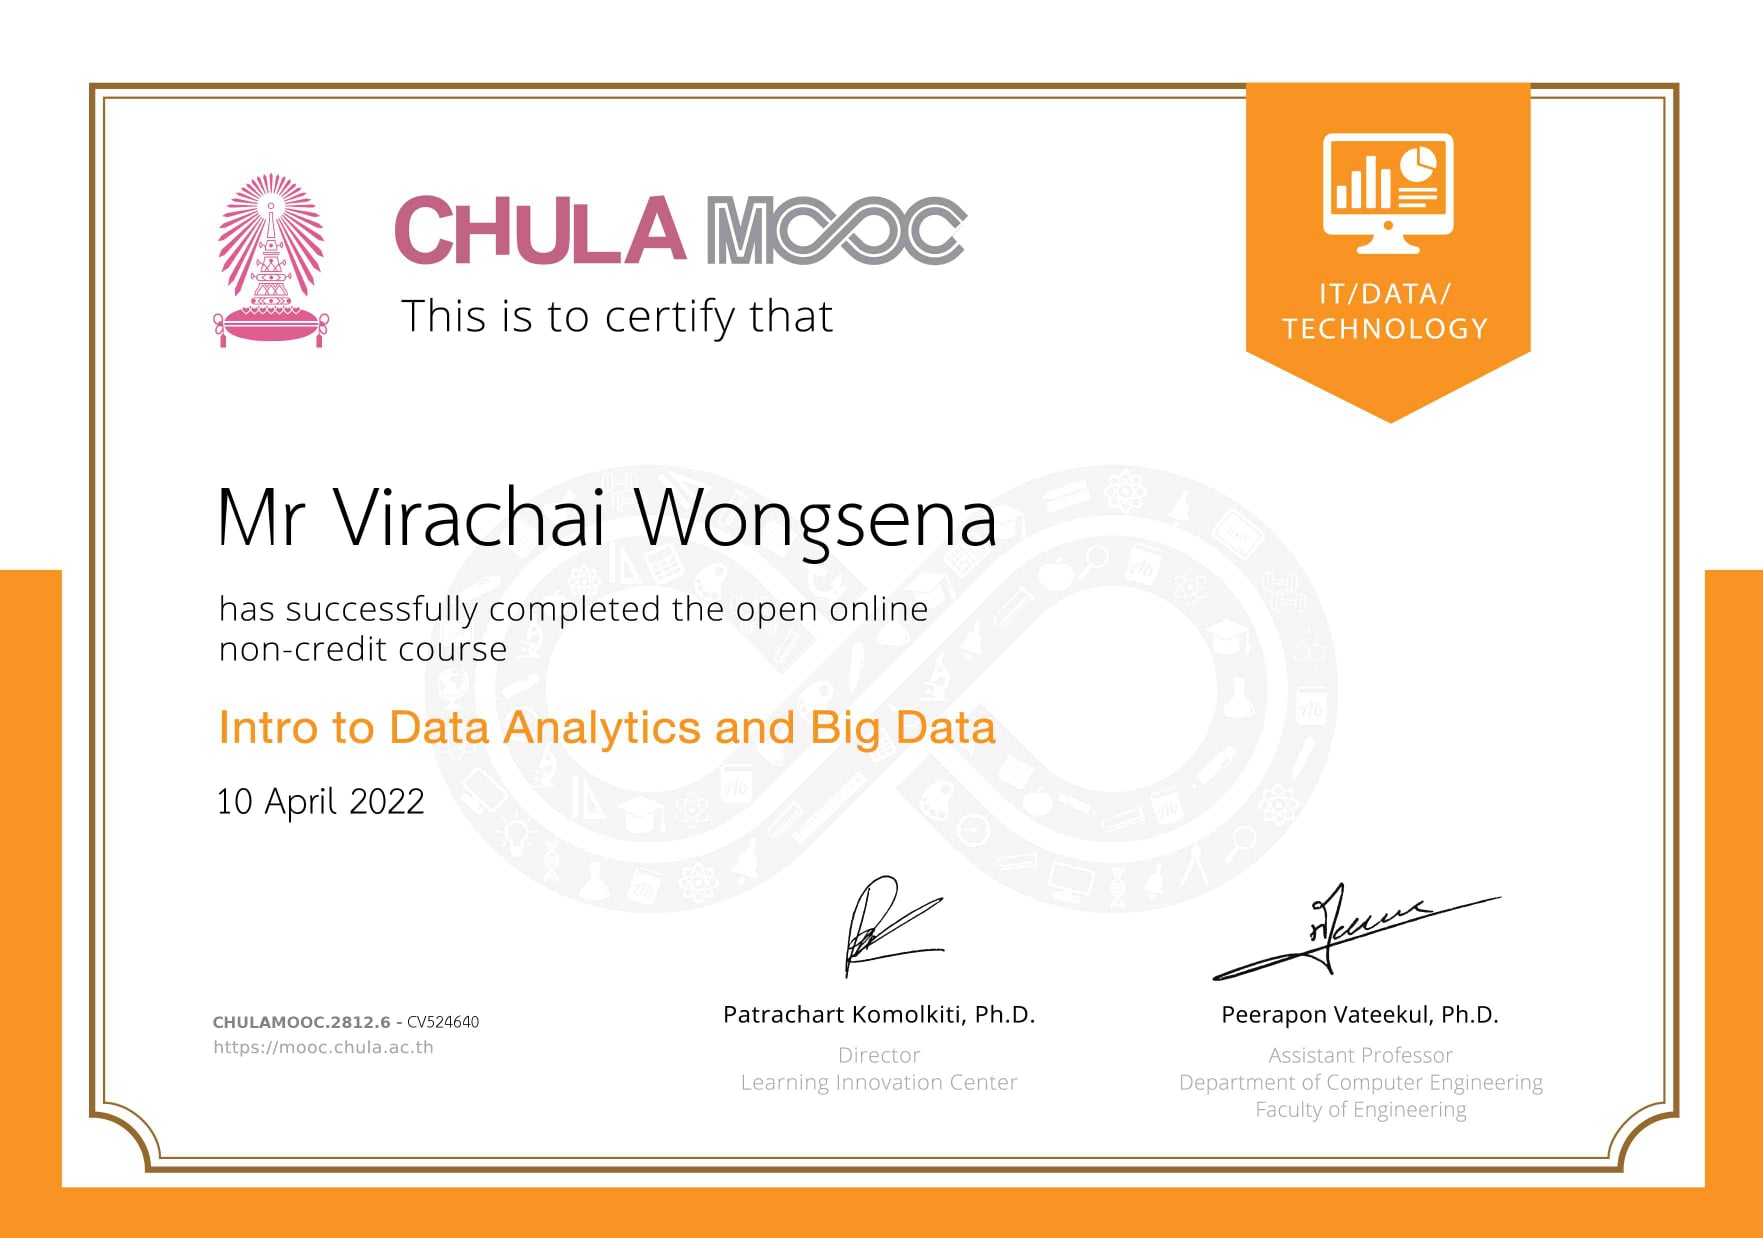 CHULA MOOC
This is to certify that
IT/DATA/
TECHNOLOGY
Mr Virachai Wongsena
has successfully completed the open online
non-credit course
Intro to Data Analytics and Big Data
10 April 2022
Patrachart Komolkiti, Ph.D.
Director
Learning Innovation Center
Peerapon Vateekul, Ph.D.
Assistant Professor
Department of Computer Engineering
Faculty of Engineering
CHULAMOOC.2812.6 - CV524640
https://mooc.chula.ac.th